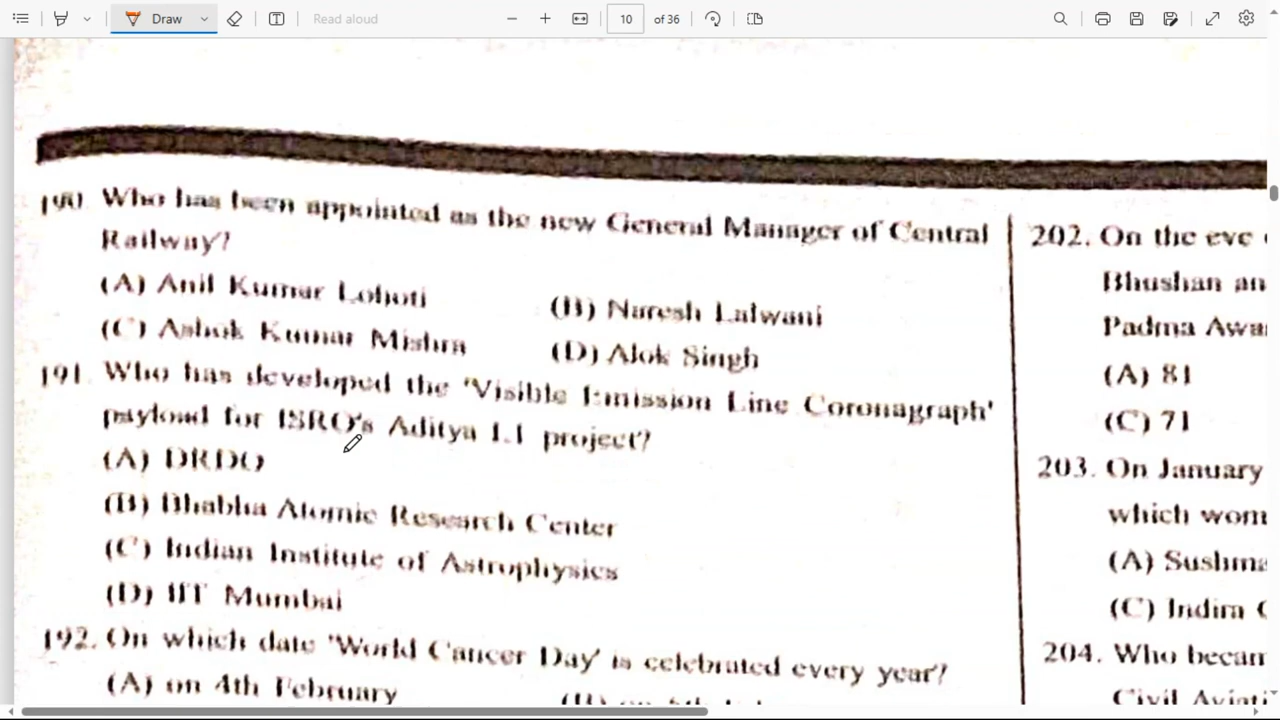 Draw
Read aloud
10
of 36
190. Who has been appointed as the new General Manager of Central
Railway?
(A) Anil Kumar Lohoti
(B) Naresh Lalwani
(C) Ashok Kumar Mishra
(D) Alok Singh
191. Who has developed the 'Visible Emission Line Coronagraph'
payload for ISRO's Aditya L1 project?
(A) DRDO
(B) Bhabha Atomic Research Center
(C) Indian Institute of Astrophysics
(D) IIT Mumbai
192. On which date 'World Cancer Day' is celebrated every year?
(A) on 4th February
202. On the eve
Bhushan an
Padma Awa
(A) 81
(C) 71
203. On January
which wom
(A) Sushma
(C) Indira
204. Who becam
Civil Aviati